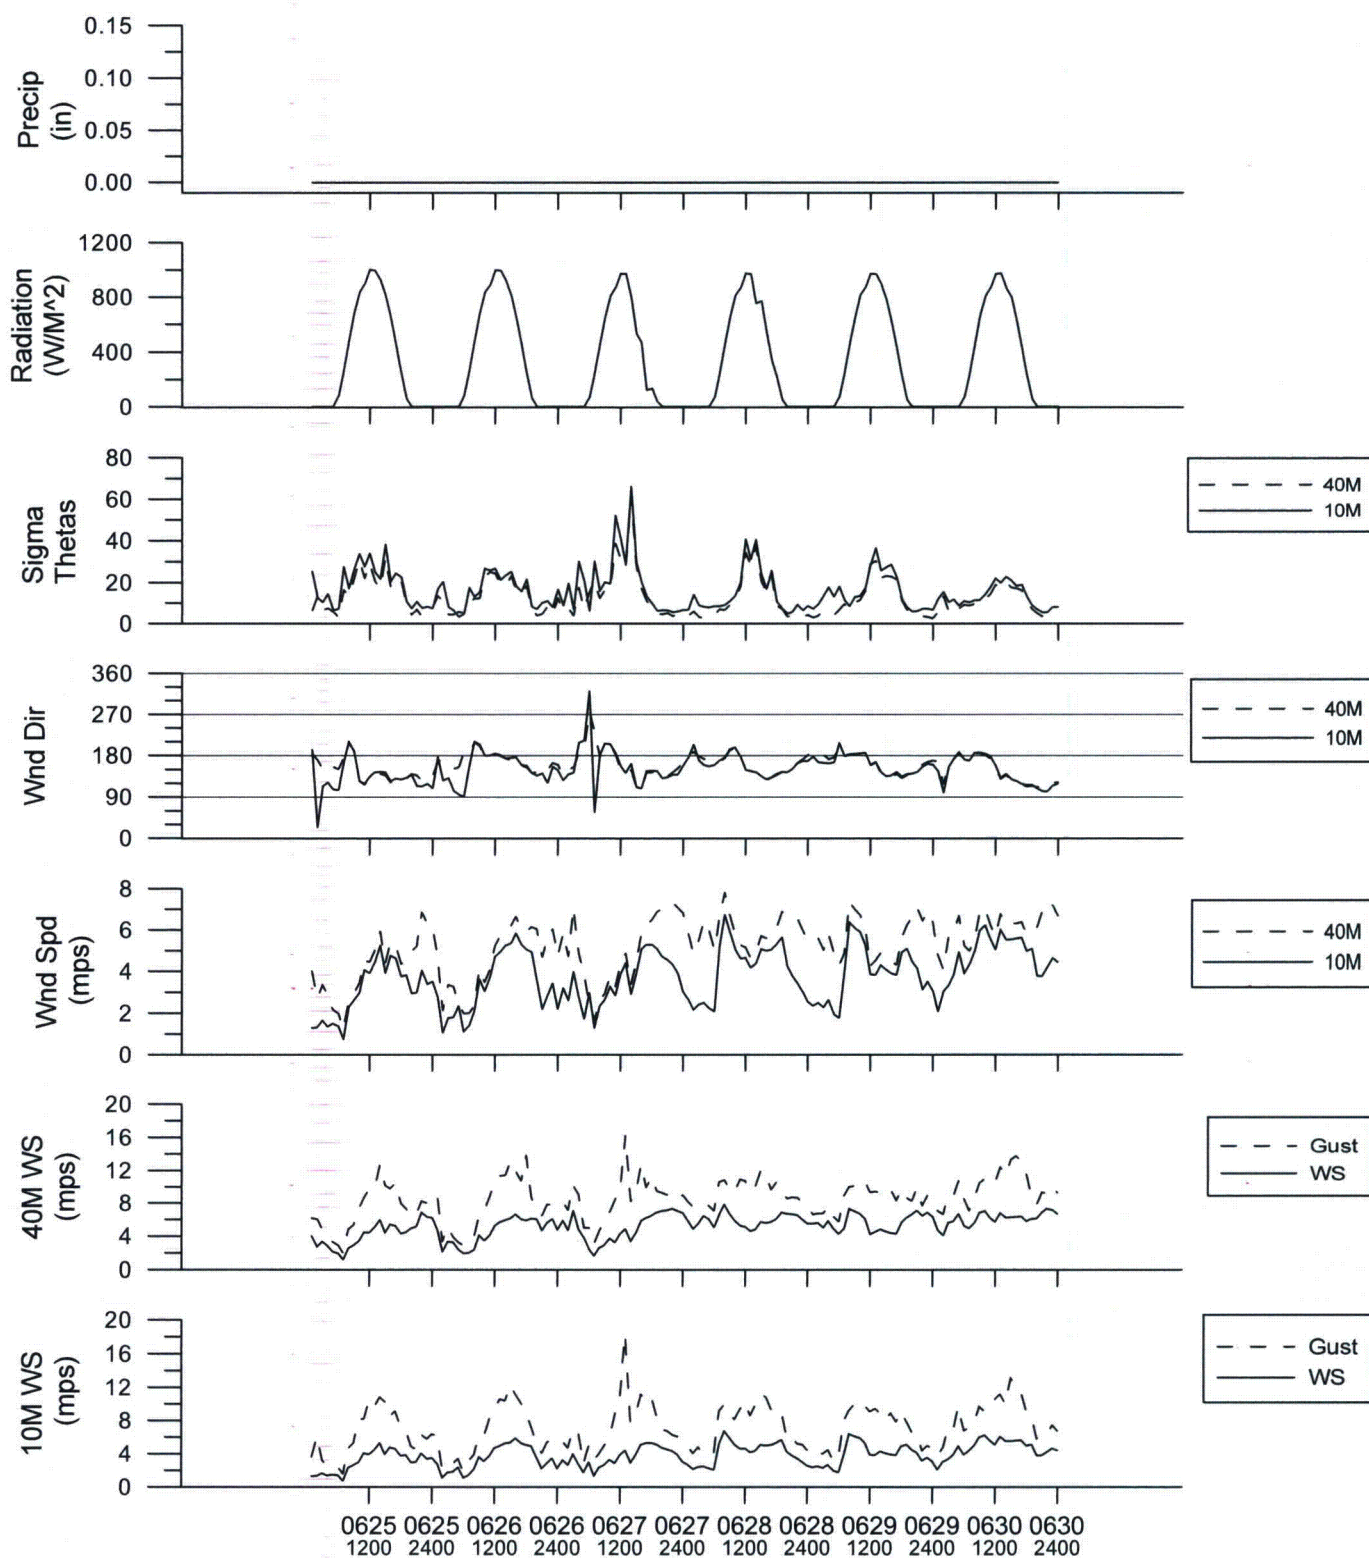 0.15
0.10
0.05
0.00
Precip
(in)
1200
800
400
0
Radiation
(W/M^2)
80
60
40
20
0
Sigma
Thetas
40M
10M
360
270
180
90
0
Wnd Dir
40M
10M
8
6
4
2
0
Wnd Spd
(mps)
40M
10M
20
16
12
8
4
0
40M WS
(mps)
Gust
WS
20
16
12
8
4
0
10M WS
(mps)
Gust
WS
0625 0625 0626 0626 0627 0627 0628 0628 0629 0629 0630 0630
1200 2400 1200 2400 1200 2400 1200 2400 1200 2400 1200 2400